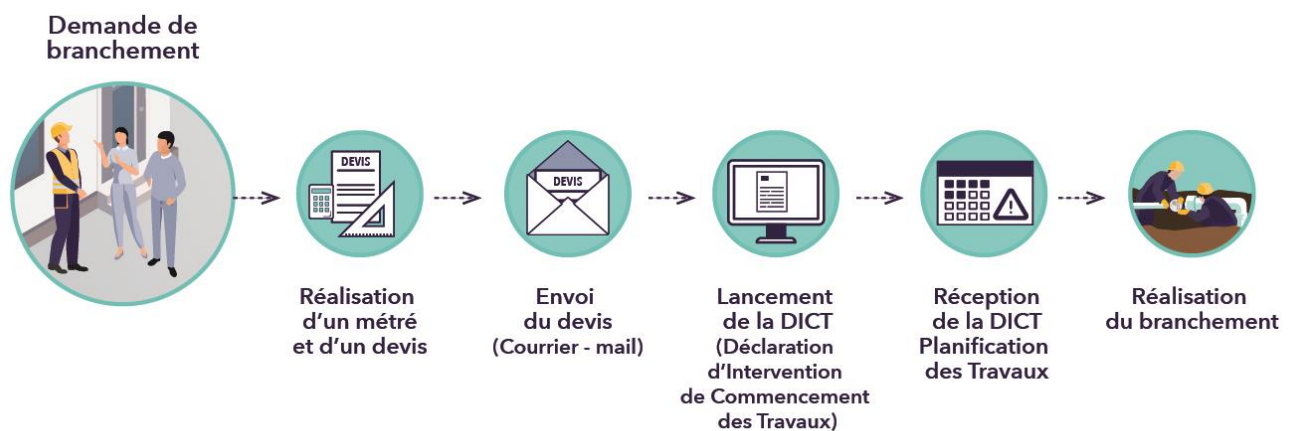 Demande de
branchement
DEVIS
DEVIS
Réalisation
d'un métré
et d'un devis
Envoi
du devis
(Courrier - mail)
Lancement
de la DICT
(Déclaration
d'Intervention
de Commencement
des Travaux)
Réception
de la DICT
Planification
des Travaux
Réalisation
du branchement